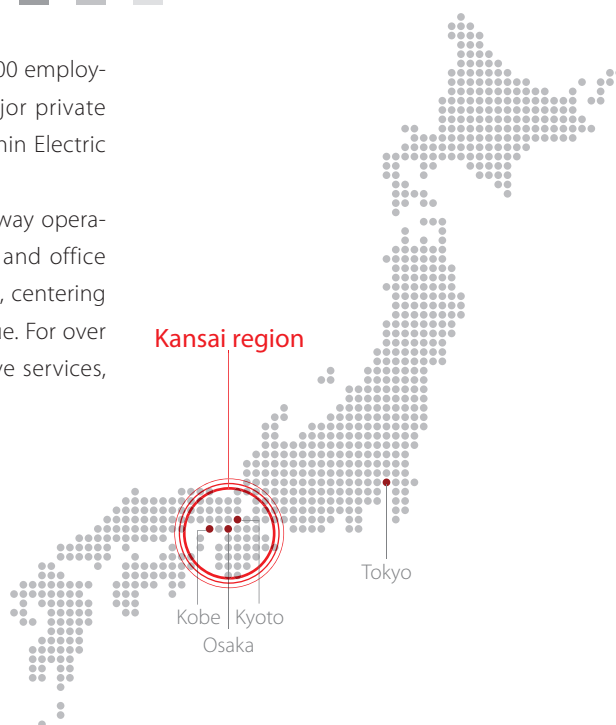 00 employ-
jor private
hin Electric
way opera-
and office
, centering
e. For over
ve services,
Kansai region
Tokyo
Kobe Kyoto
Osaka